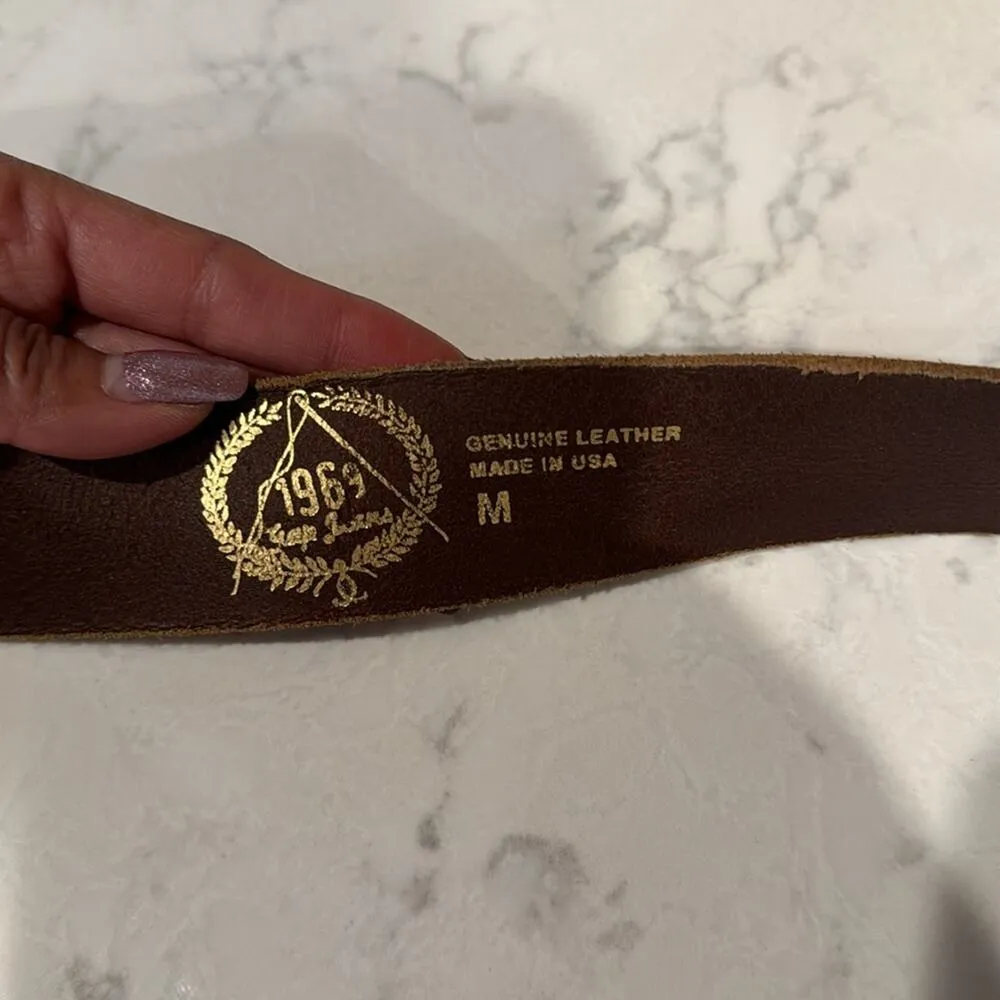 1969
Gap Jeans
GENUINE LEATHER
MADE IN USA
M